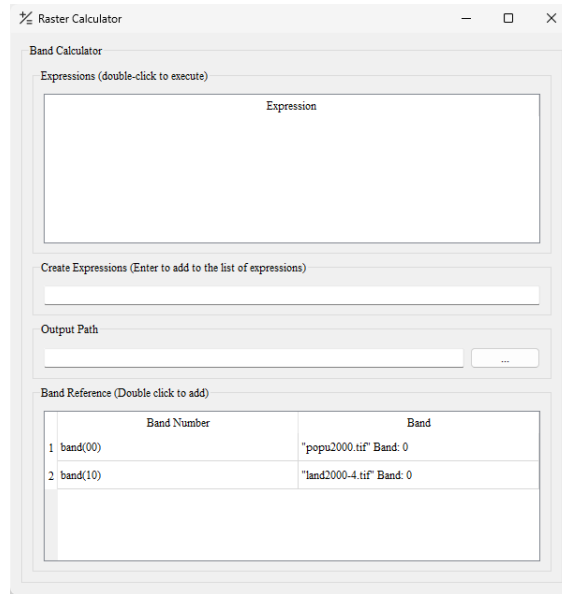 Raster Calculator
Band Calculator
Expressions (double-click to execute)
Expression
Create Expressions (Enter to add to the list of expressions)
Output Path
...
Band Reference (Double click to add)
Band Number Band
1 band(00) "popu2000.tif" Band: 0
2 band(10) "land2000-4.tif" Band: 0